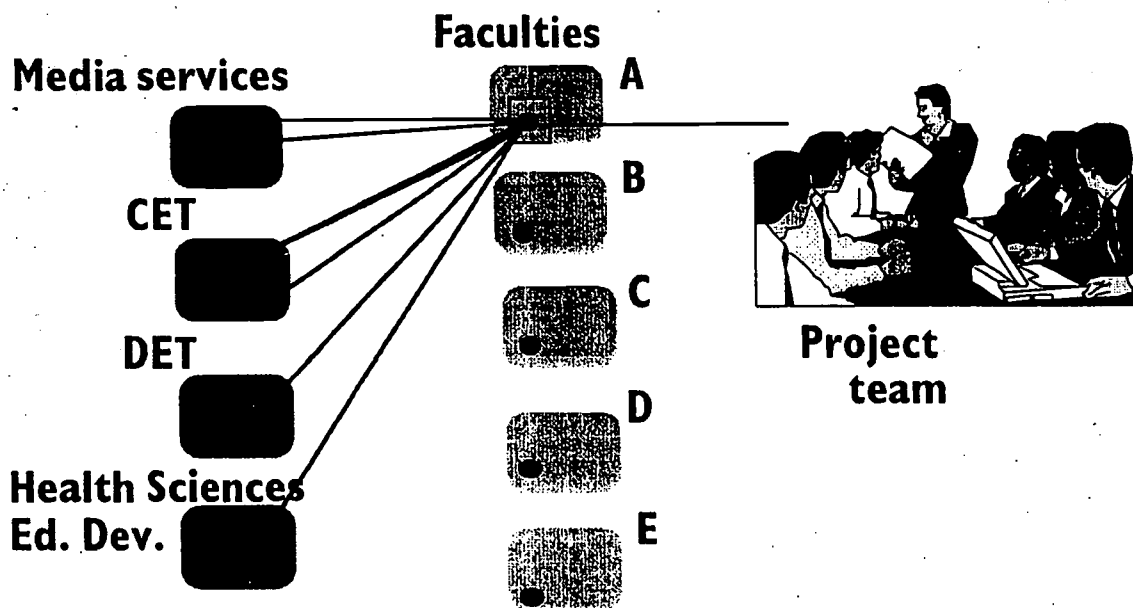 Faculties
Media services
A
CET
B
DET
C
Health Sciences
Ed. Dev.
D
E
Project
team